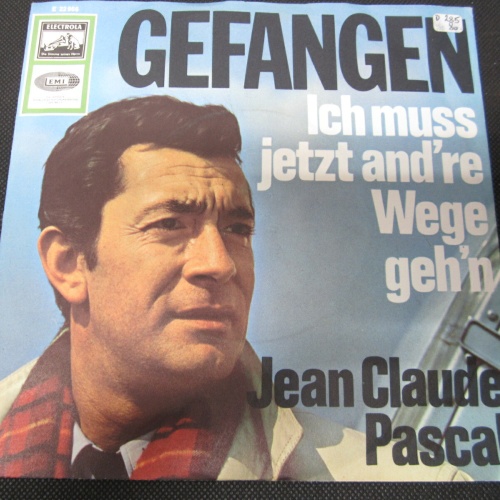 ELECTROLA
EMI
GEFANGEN
Ich muss
jetzt and're
Wege
geh'n
Jean Claude
Pascal